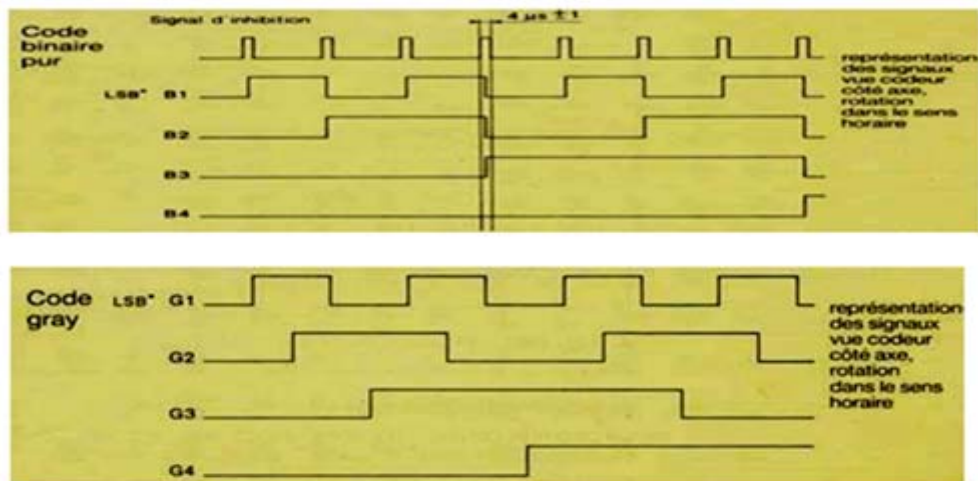 Code
binaire
pur
Signal d'inhibition
4 µs ± 1
LSB* B1
B2
B3
B4
représentation
des signaux
vue codeur
côté axe,
rotation
dans le sens
horaire
Code
gray
LSB* G1
G2
G3
G4
représentation
des signaux
vue codeur
côté axe,
rotation
dans le sens
horaire